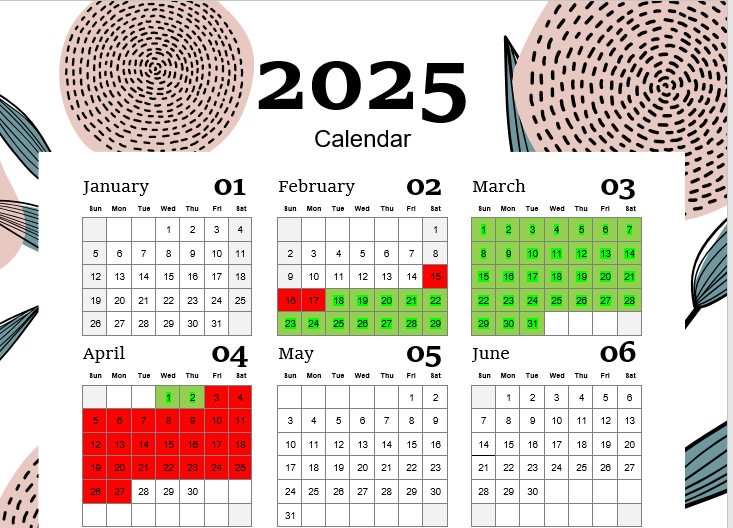 2025
Calendar
January 01
Sun Mon Tue Wed Thu Fri Sat
1 2 3 4
5 6 7 8 9 10 11
12 13 14 15 16 17 18
19 20 21 22 23 24 25
26 27 28 29 30 31
February 02
Sun Mon Tue Wed Thu Fri Sat
1
2 3 4 5 6 7 8
9 10 11 12 13 14 15
16 17 18 19 20 21 22
23 24 25 26 27 28 29
March 03
Sun Mon Tue Wed Thu Fri Sat
1 2 3 4 5 6 7
8 9 10 11 12 13 14
15 16 17 18 19 20 21
22 23 24 25 26 27 28
29 30 31
April 04
Sun Mon Tue Wed Thu Fri Sat
1 2 3 4
5 6 7 8 9 10 11
12 13 14 15 16 17 18
19 20 21 22 23 24 25
26 27 28 29 30
May 05
Sun Mon Tue Wed Thu Fri Sat
1 2
3 4 5 6 7 8 9
10 11 12 13 14 15 16
17 18 19 20 21 22 23
24 25 26 27 28 29 30
31
June 06
Sun Mon Tue Wed Thu Fri Sat
1 2 3 4 5 6
7 8 9 10 11 12 13
14 15 16 17 18 19 20
21 22 23 24 25 26 27
28 29 30